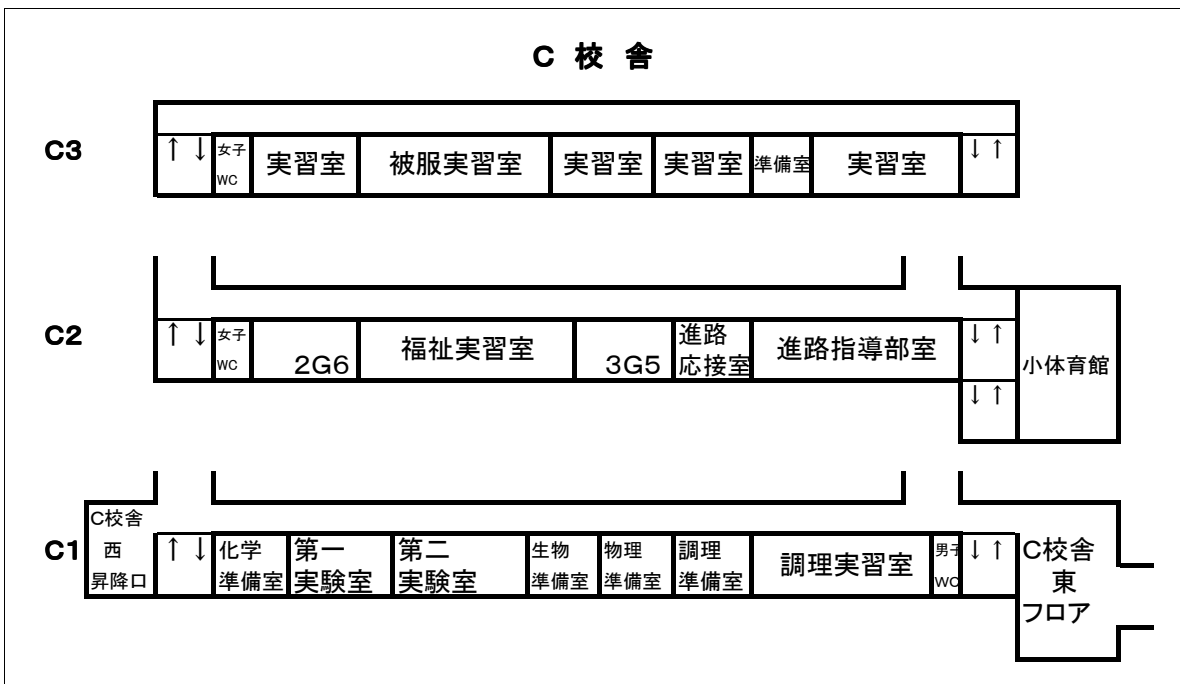 C 校 舎
C3
↑ ↓
女子
WC
実習室
被服実習室
実習室
実習室
準備室
実習室
↓ ↑
C2
↑ ↓
女子
WC
2G6
福祉実習室
3G5
進路
応接室
進路指導部室
↓ ↑
↓ ↑
小体育館
C1
C校舎
西
昇降口
↑ ↓
化学
準備室
第一
実験室
第二
実験室
生物
準備室
物理
準備室
調理
準備室
調理実習室
男子
WC
↓ ↑
C校舎
東
フロア